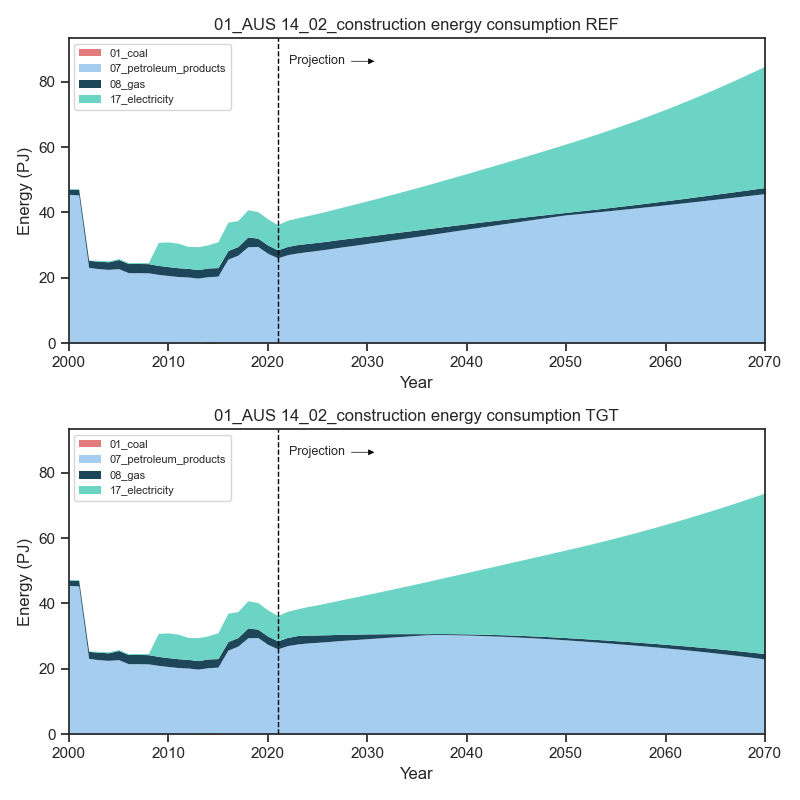 01_AUS 14_02_construction energy consumption REF
01_coal
07_petroleum_products
08_gas
17_electricity
Projection
80
60
40
20
0
Energy (PJ)
2000 2010 2020 2030 2040 2050 2060 2070
Year
01_AUS 14_02_construction energy consumption TGT
01_coal
07_petroleum_products
08_gas
17_electricity
Projection
80
60
40
20
0
Energy (PJ)
2000 2010 2020 2030 2040 2050 2060 2070
Year